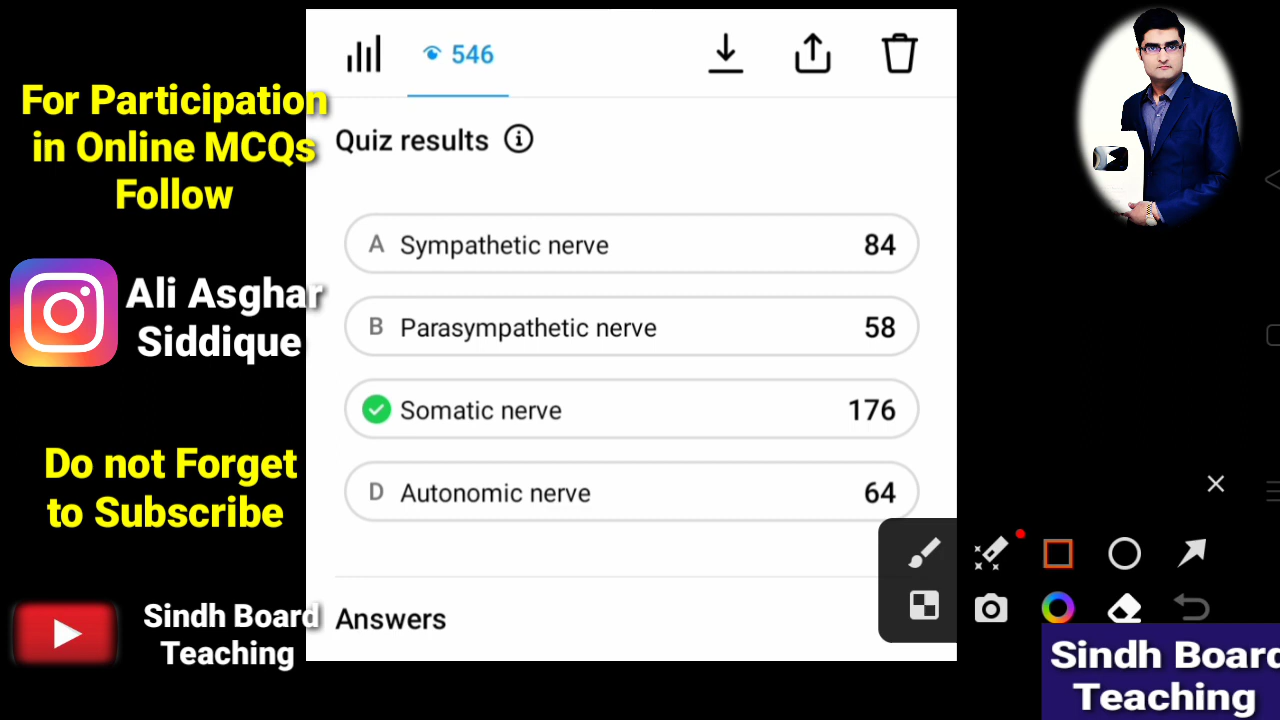 For Participation
in Online MCQs
Follow
Ali Asghar
Siddique
Do not Forget
to Subscribe
Sindh Board
Teaching
546
Quiz results
A Sympathetic nerve 84
B Parasympathetic nerve 58
Somatic nerve 176
D Autonomic nerve 64
Answers
Sindh Board
Teaching